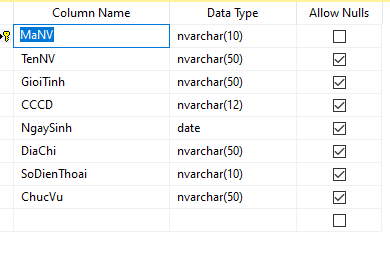 Column Name Data Type Allow Nulls
MaNV nvarchar(10)
TenNV nvarchar(50)
GioiTinh nvarchar(50)
CCCD nvarchar(12)
NgaySinh date
DiaChi nvarchar(50)
SoDienThoai nvarchar(10)
ChucVu nvarchar(50)